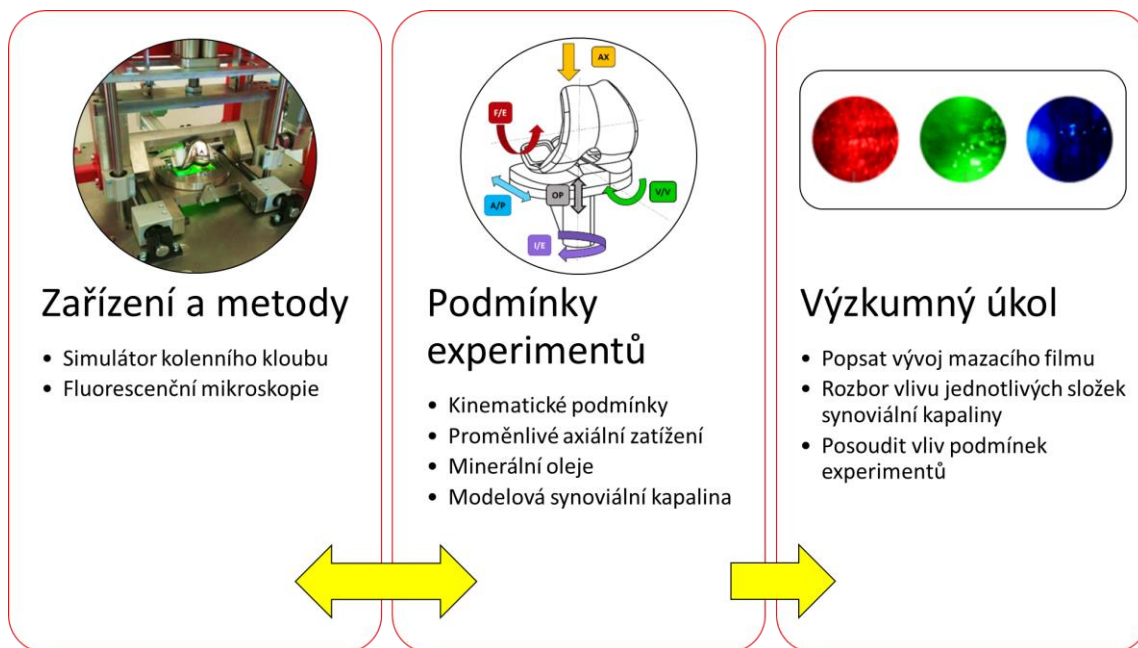 Zařízení a metody
• Simulátor kolenního kloubu
• Fluorescenční mikroskopie
AX
F/E
A/P
OP
V/V
I/E
Podmínky
experimentů
• Kinematické podmínky
• Proměnlivé axiální zatížení
• Minerální oleje
• Modelová synoviální kapalina
Výzkumný úkol
• Popsat vývoj mazacího filmu
• Rozbor vlivu jednotlivých složek
synoviální kapaliny
• Posoudit vliv podmínek
experimentů